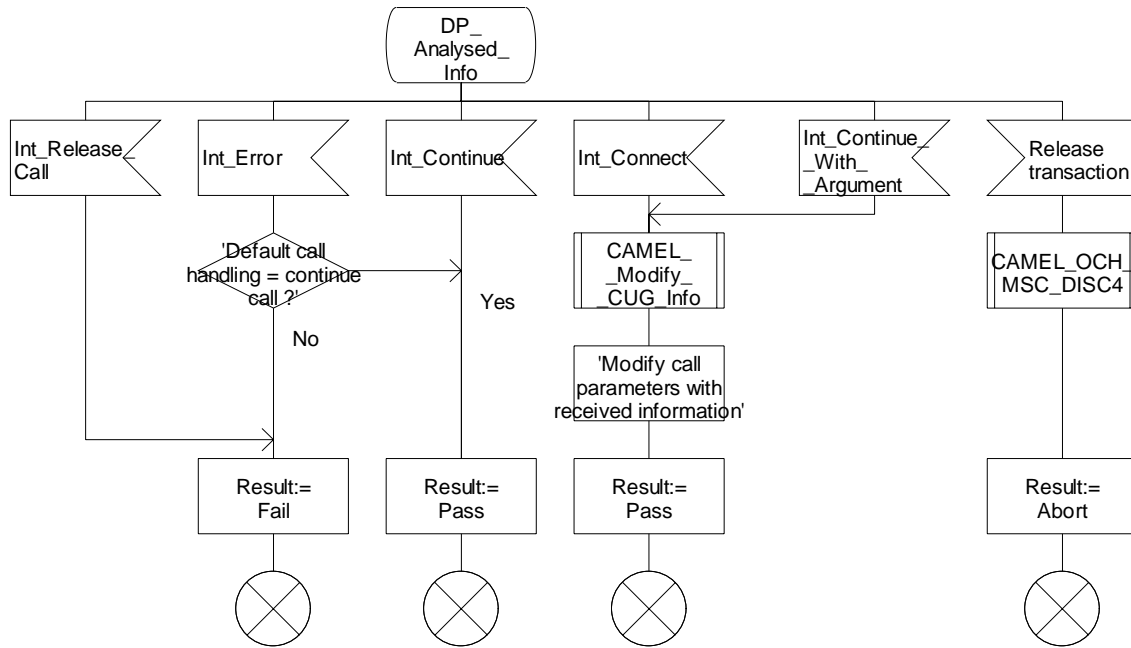 DP_
Analysed_
Info
Int_Release_
Call
Int_Error
Int_Continue
Int_Connect
Int_Continue_
_With_
_Argument
Release
transaction
'Default call
handling = continue
call ?'
Yes
No
CAMEL_
_Modify_
_CUG_Info
CAMEL_OCH_
MSC_DISC4
'Modify call
parameters with
received information'
Result:=
Fail
Result:=
Pass
Result:=
Pass
Result:=
Abort